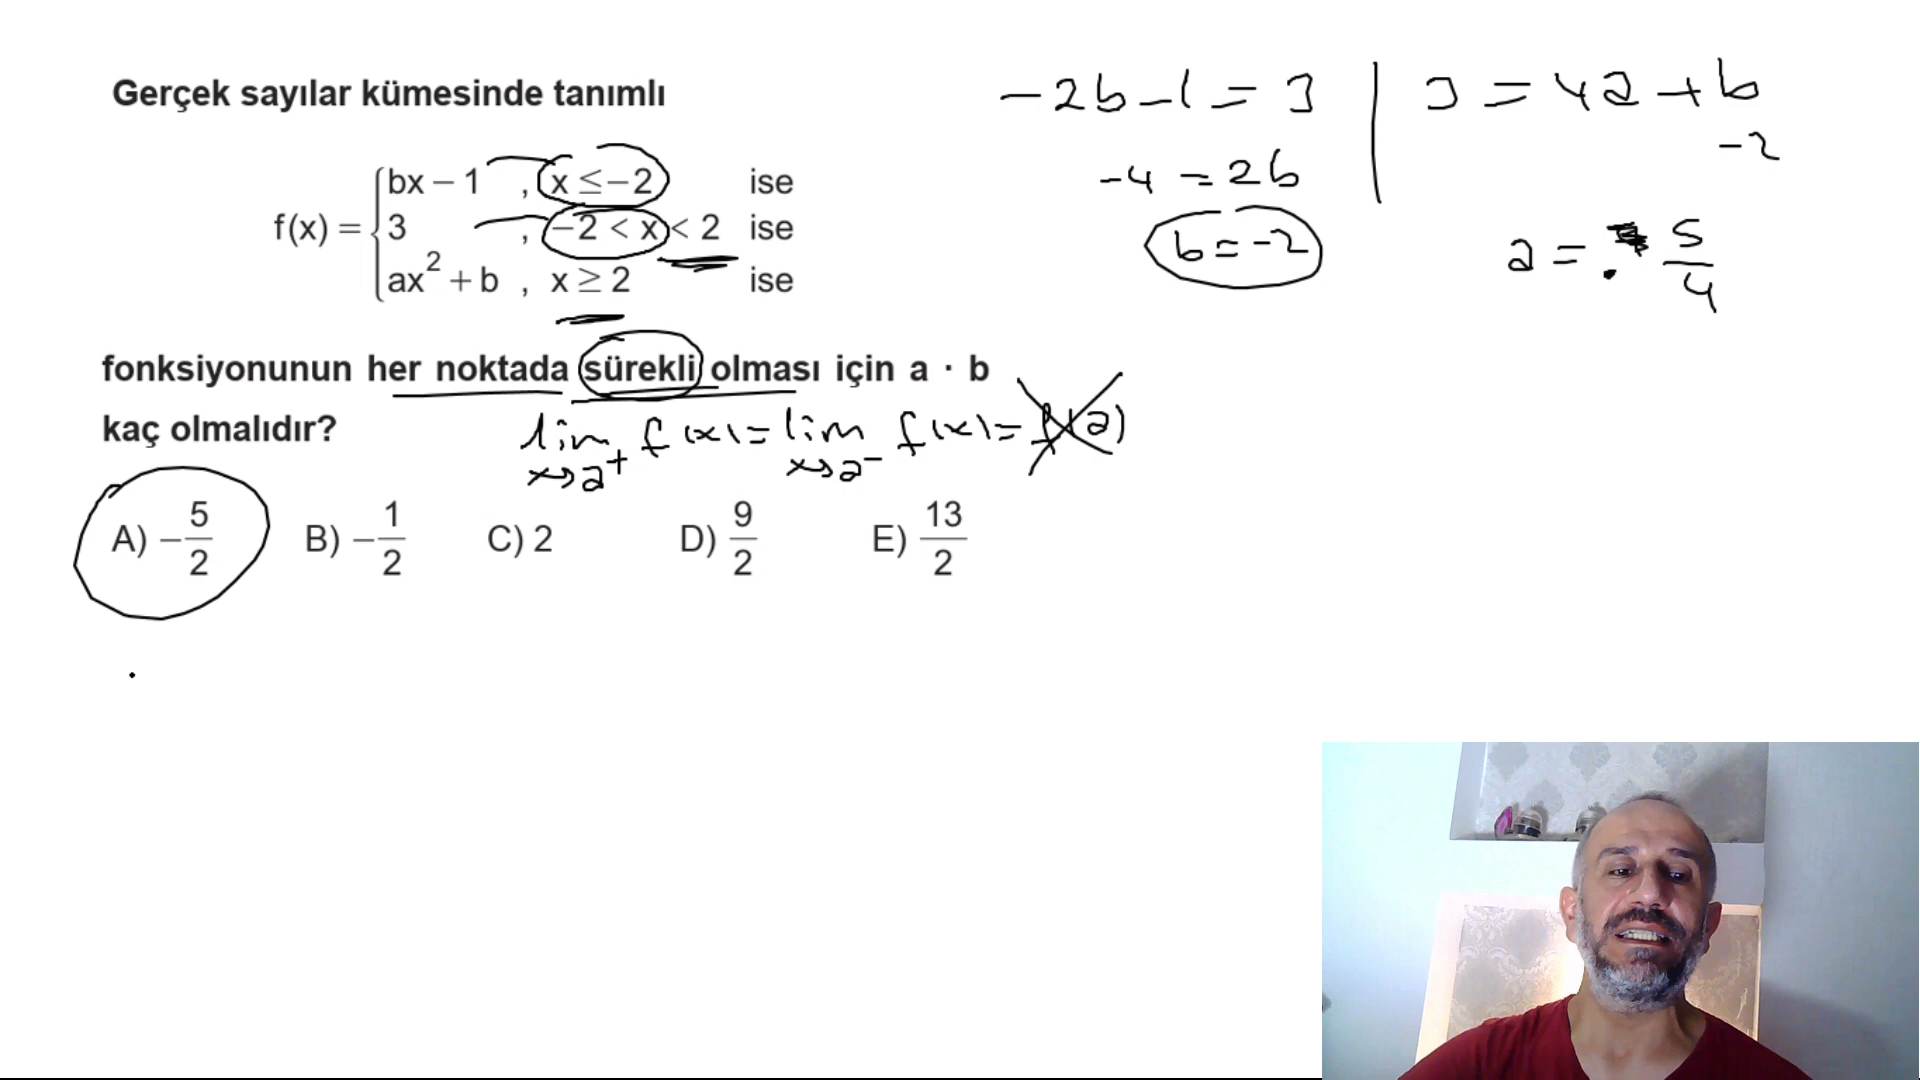 Gerçek sayılar kümesinde tanımlı
f(x) = { bx − 1 , x ≤ −2 ise
3 , −2 < x < 2 ise
ax² + b , x ≥ 2 ise
fonksiyonunun her noktada sürekli olması için a · b
kaç olmalıdır?
lim x→a⁺ f(x) = lim x→a⁻ f(x) = f(a)
A) −5/2 B) −1/2 C) 2 D) 9/2 E) 13/2
−2b−1=3
−4=2b
b=−2
3=4a+b
−2
a= 5/4